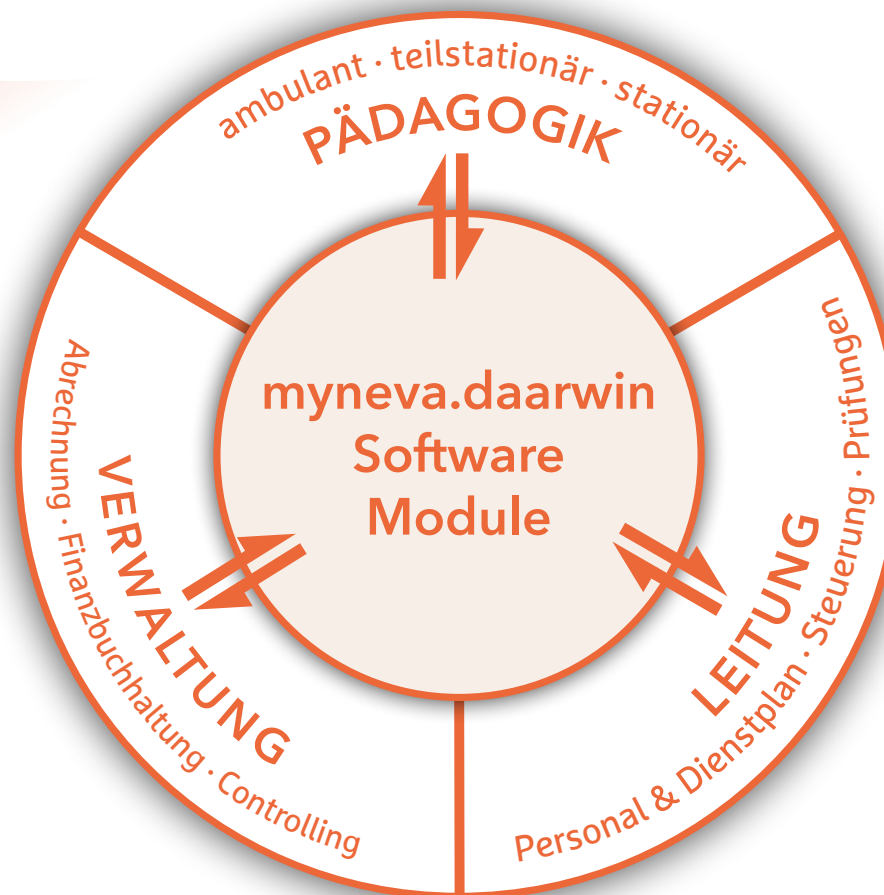 ambulant · teilstationär · stationär
PÄDAGOGIK
myneva.daarwin
Software
Module
VERWALTUNG
Abrechnung · Finanzbuchhaltung · Controlling
LEITUNG
Personal & Dienstplan · Steuerung · Prüfungen